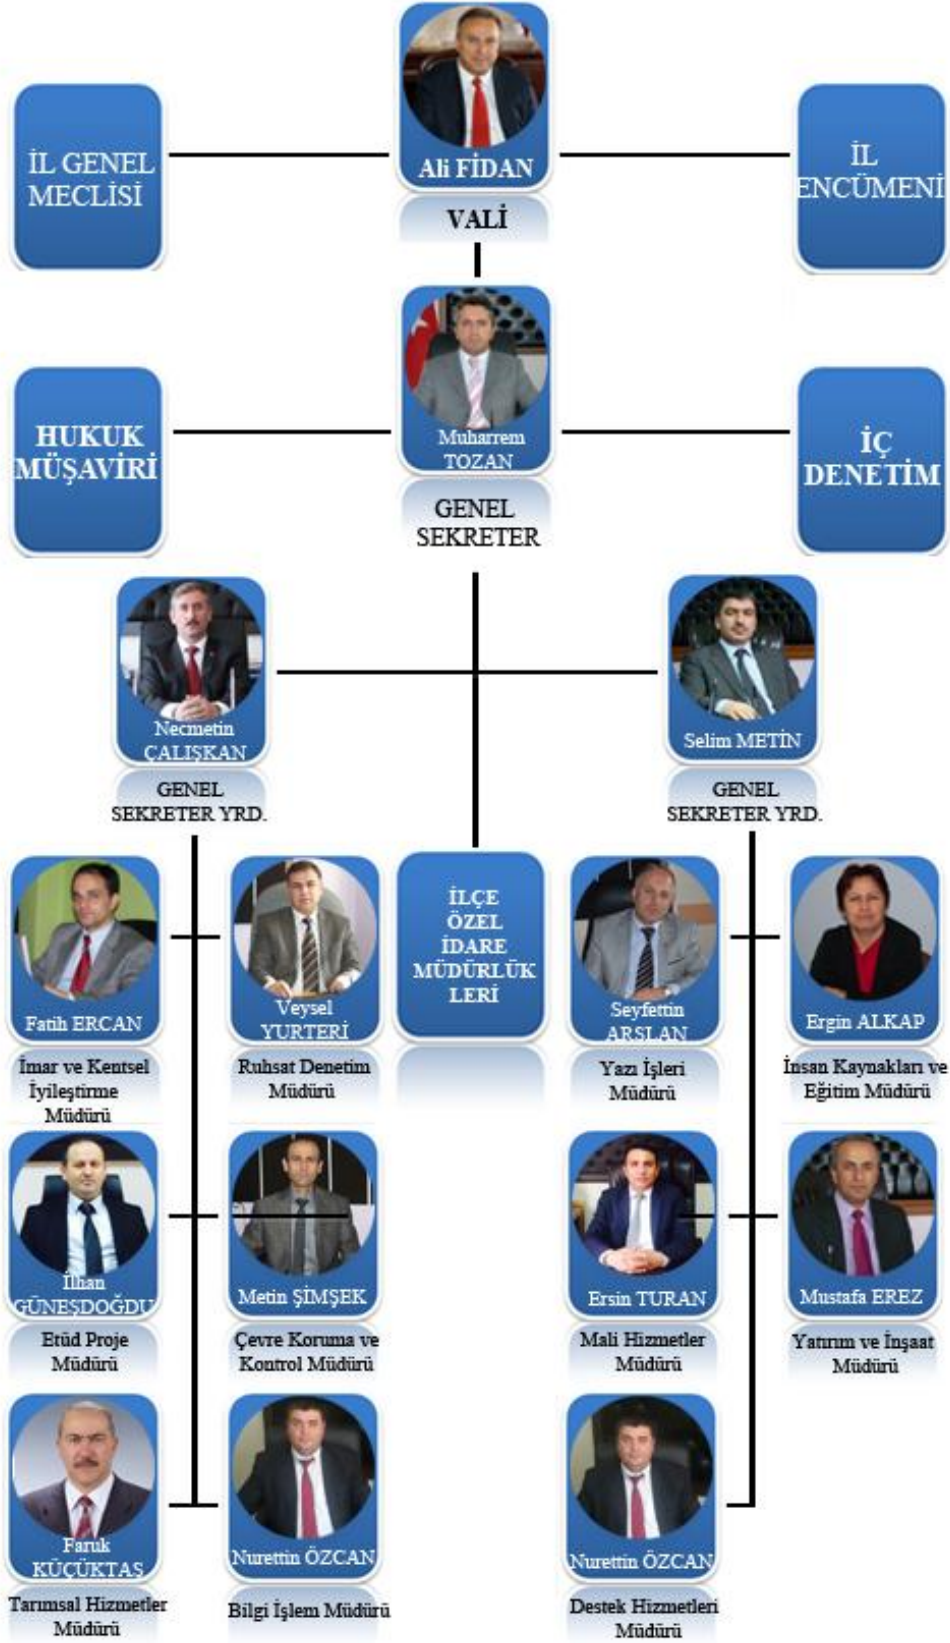 Ali FİDAN
VALİ
İL GENEL
MECLİSİ
İL
ENCÜMENİ
Muharrem
TOZAN
GENEL
SEKRETER
HUKUK
MÜŞAVİRİ
İÇ
DENETİM
Necmetin
ÇALIŞKAN
GENEL
SEKRETER YRD.
Selim METİN
GENEL
SEKRETER YRD.
Fatih ERCAN
İmar ve Kentsel
İyileştirme
Müdürü
Veysel
YURTERİ
Ruhsat Denetim
Müdürü
İLÇE
ÖZEL
İDARE
MÜDÜRLÜK
LERİ
Seyfettin
ARSLAN
Yazı İşleri
Müdürü
Ergin ALKAP
İnsan Kaynakları ve
Eğitim Müdürü
İlhan
GÜNEŞDOĞDU
Etüd Proje
Müdürü
Metin ŞİMŞEK
Çevre Koruma ve
Kontrol Müdürü
Ersin TURAN
Mali Hizmetler
Müdürü
Mustafa EREZ
Yatırım ve İnşaat
Müdürü
Faruk
KÜÇÜKTAŞ
Tarımsal Hizmetler
Müdürü
Nurettin ÖZCAN
Bilgi İşlem Müdürü
Nurettin ÖZCAN
Destek Hizmetleri
Müdürü